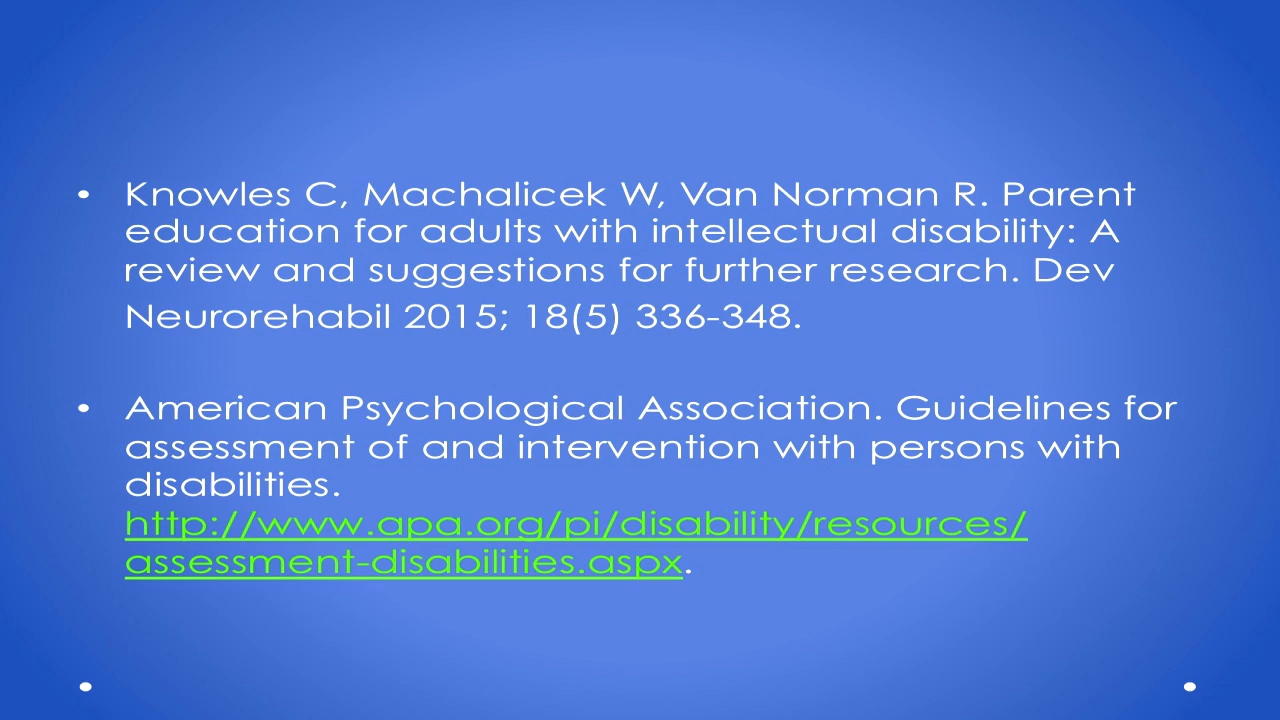 • Knowles C, Machalicek W, Van Norman R. Parent
education for adults with intellectual disability: A
review and suggestions for further research. Dev
Neurorehabil 2015; 18(5) 336-348.
• American Psychological Association. Guidelines for
assessment of and intervention with persons with
disabilities.
http://www.apa.org/pi/disability/resources/
assessment-disabilities.aspx.